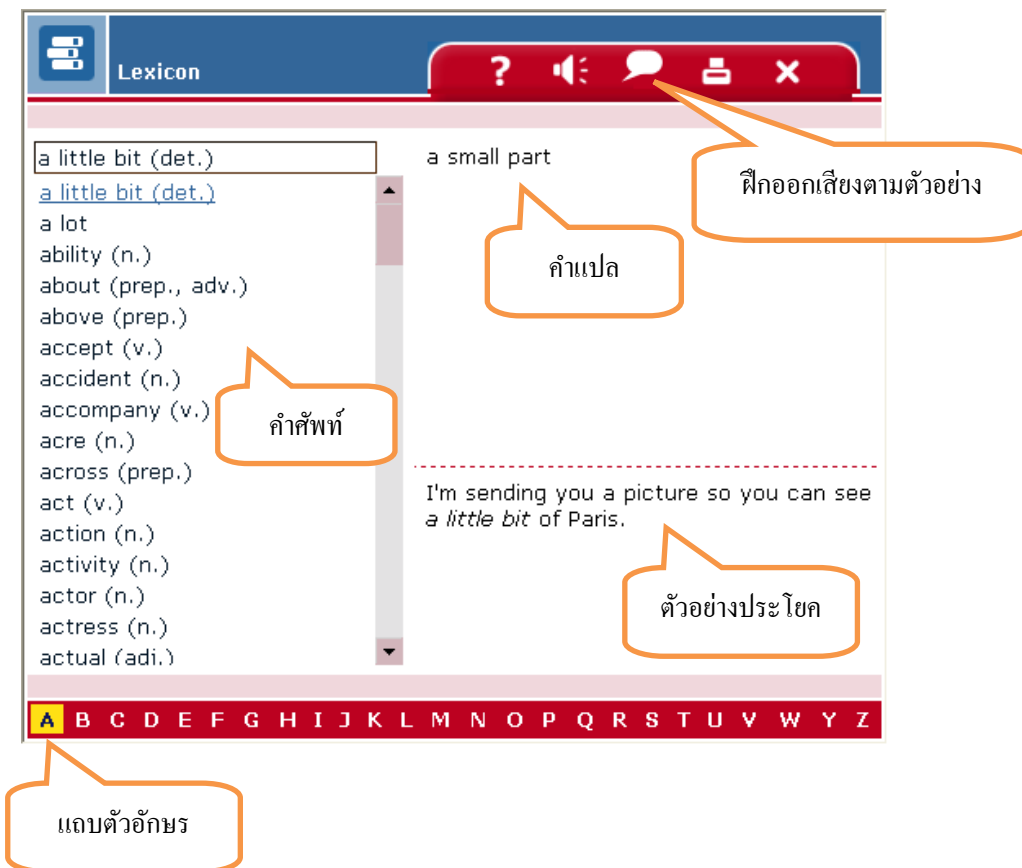 Lexicon
?
ฝึกออกเสียงตามตัวอย่าง
a little bit (det.)
a little bit (det.)
a lot
ability (n.)
about (prep., adv.)
above (prep.)
accept (v.)
accident (n.)
accompany (v.)
acre (n.)
across (prep.)
act (v.)
action (n.)
activity (n.)
actor (n.)
actress (n.)
actual (adj.)
คำศัพท์
a small part
คำแปล
I'm sending you a picture so you can see
a little bit of Paris.
ตัวอย่างประโยค
A B C D E F G H I J K L M N O P Q R S T U V W Y Z
แถบตัวอักษร